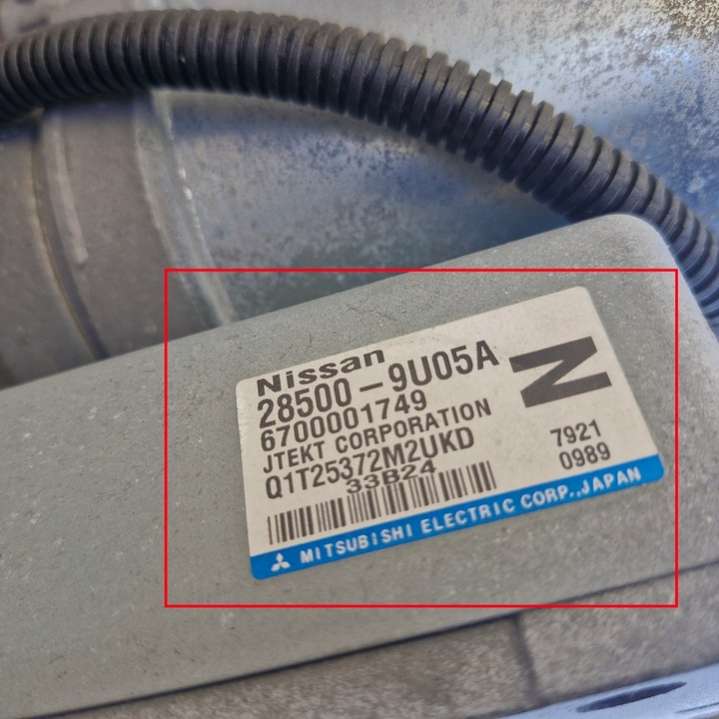 Nissan
28500-9U05A
6700001749
JTEKT CORPORATION
Q1T25372M2UKD
33B24
N
7921
0989
MITSUBISHI ELECTRIC CORP., JAPAN